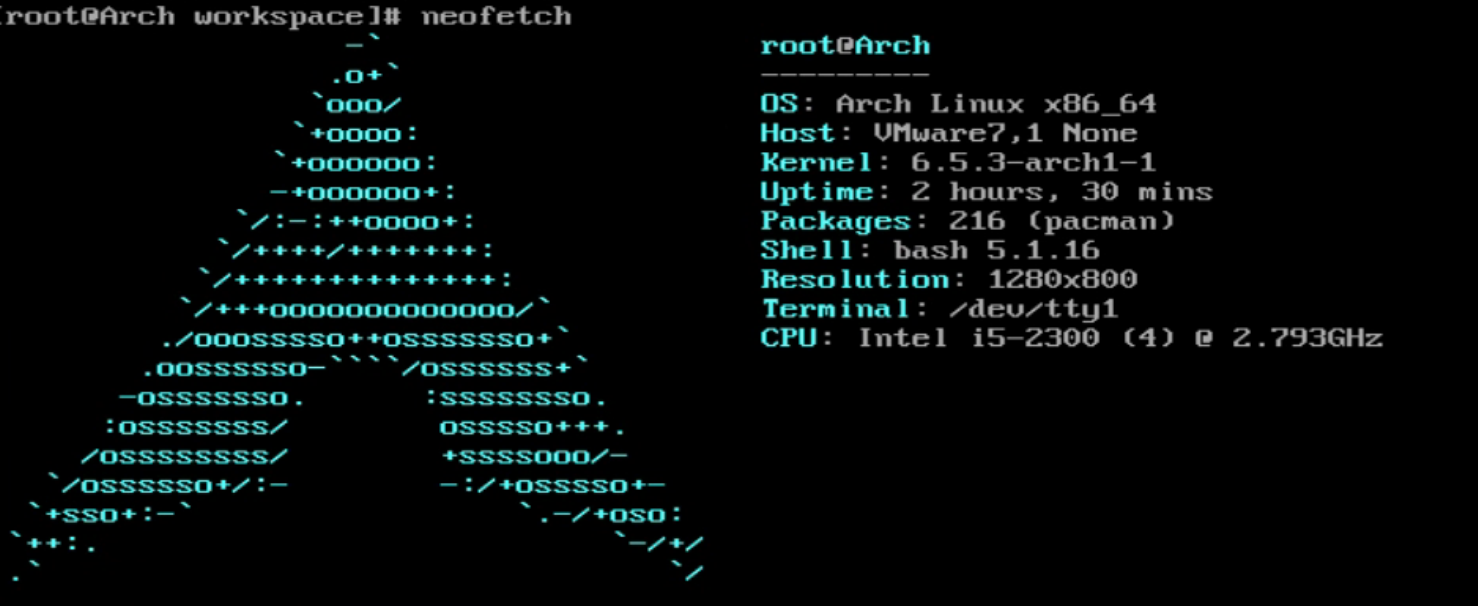 [root@Arch workspace]# neofetch
                  -`
                 .o+`
                `ooo/
               `+oooo:
              `+oooooo:
              -+oooooo+:
            `/:-:++oooo+:
           `/++++/+++++++:
          `/++++++++++++++:
         `/+++ooooooooooooo/`
        ./ooosssso++osssssso+`
       .oossssso-````/ossssss+`
      -osssssso.      :ssssssso.
     :osssssss/        osssso+++.
    /ossssssss/        +ssssooo/-
  `/ossssso+/:-        -:/+osssso+-
 `+sso+:-`                 `.-/+oso:
`++:.                           `-/+/
.`                                 `/
root@Arch
---------
OS: Arch Linux x86_64
Host: VMware7,1 None
Kernel: 6.5.3-arch1-1
Uptime: 2 hours, 30 mins
Packages: 216 (pacman)
Shell: bash 5.1.16
Resolution: 1280x800
Terminal: /dev/tty1
CPU: Intel i5-2300 (4) @ 2.793GHz